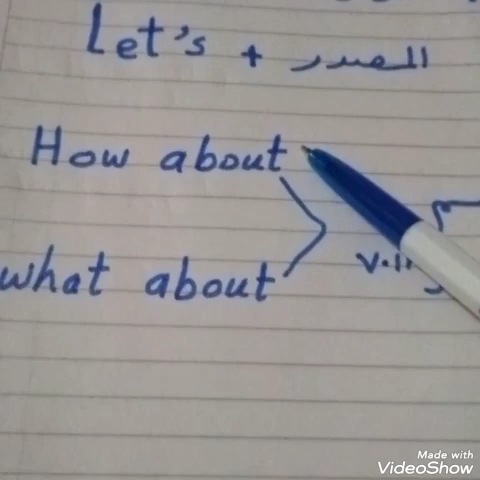 Let's + المصدر
How about
what about
Made with
VideoShow